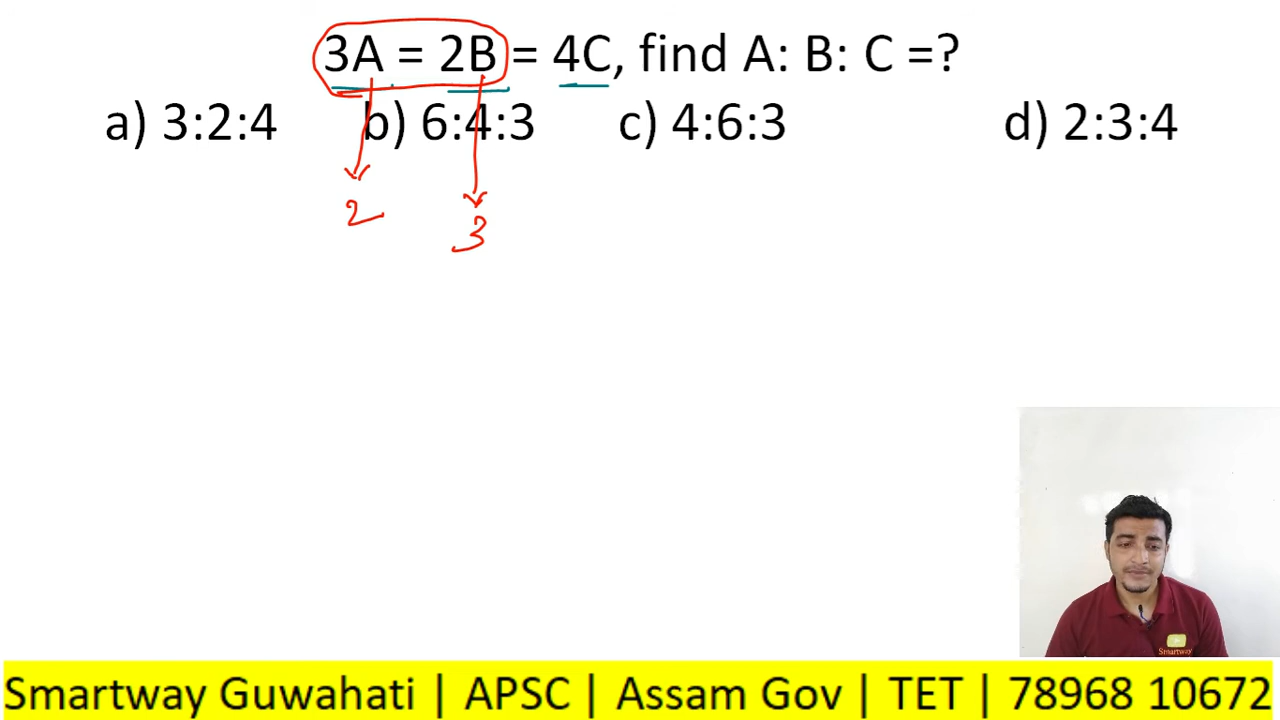 3A = 2B = 4C, find A: B: C =?
a) 3:2:4 b) 6:4:3 c) 4:6:3 d) 2:3:4
2 3
Smartway
Smartway Guwahati | APSC | Assam Gov | TET | 78968 10672